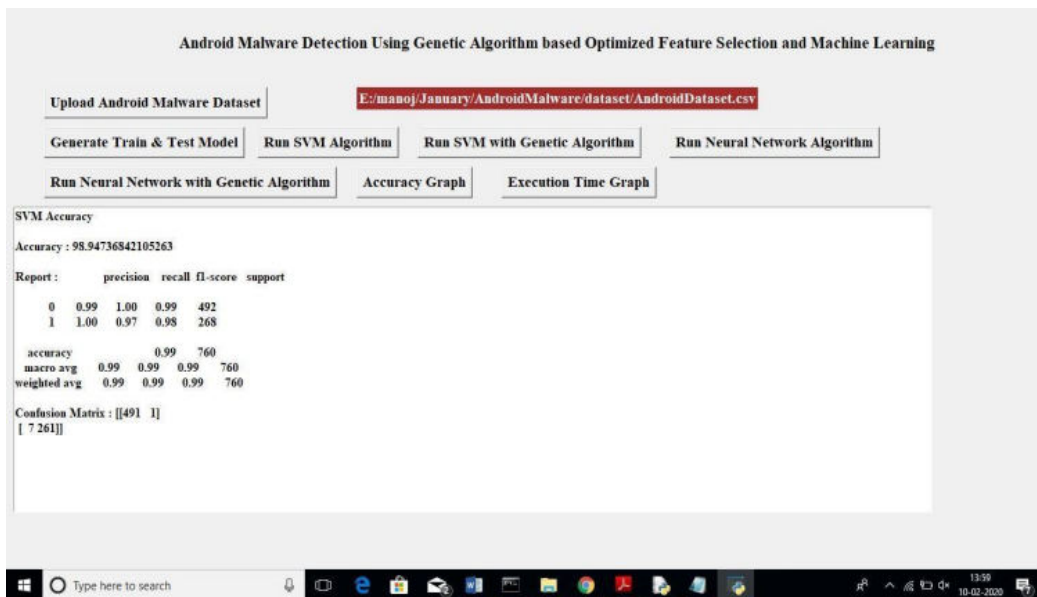 Android Malware Detection Using Genetic Algorithm based Optimized Feature Selection and Machine Learning
Upload Android Malware Dataset
E:/manoj/January/AndroidMalware/dataset/AndroidDataset.csv
Generate Train & Test Model
Run SVM Algorithm
Run SVM with Genetic Algorithm
Run Neural Network Algorithm
Run Neural Network with Genetic Algorithm
Accuracy Graph
Execution Time Graph
SVM Accuracy
Accuracy : 98.94736842105263
Report : precision recall f1-score support
0 0.99 1.00 0.99 492
1 1.00 0.97 0.98 268
accuracy 0.99 760
macro avg 0.99 0.99 0.99 760
weighted avg 0.99 0.99 0.99 760
Confusion Matrix : [[491 1]
[ 7 261]]
Type here to search
13:59
10-02-2020